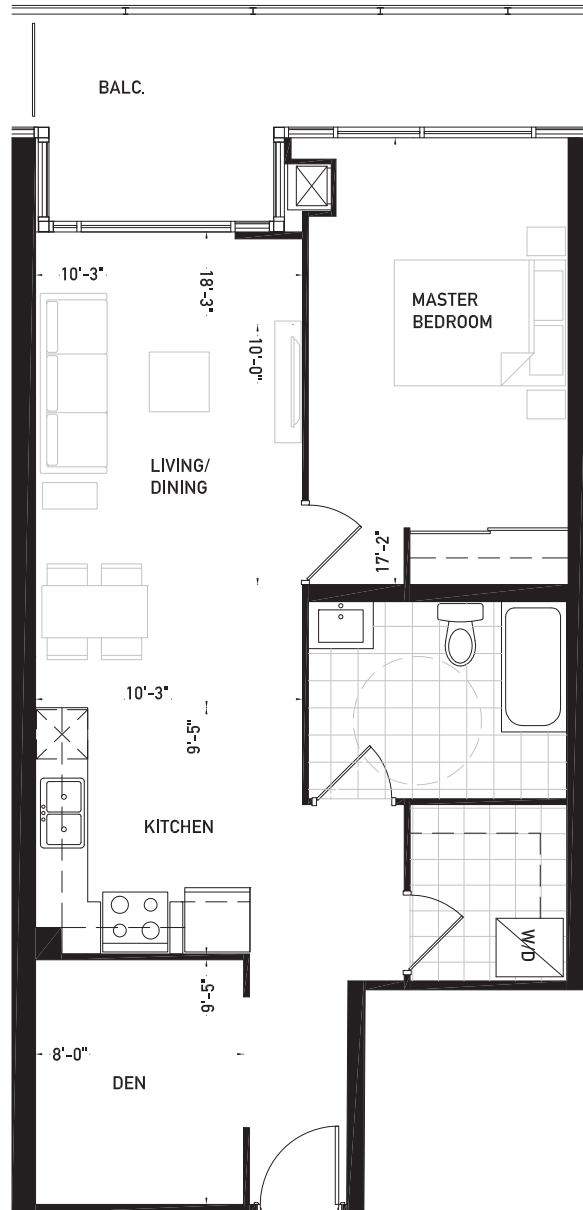 BALC.
10'-3"
18'-3"
10'-0"
MASTER
BEDROOM
LIVING/
DINING
17'-2"
10'-3"
9'-5"
KITCHEN
W/D
9'-5"
8'-0"
DEN